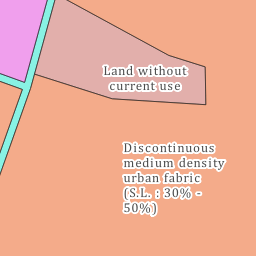 Land without
current use
Discontinuous
medium density
urban fabric
(S.L. : 30% -
50%)